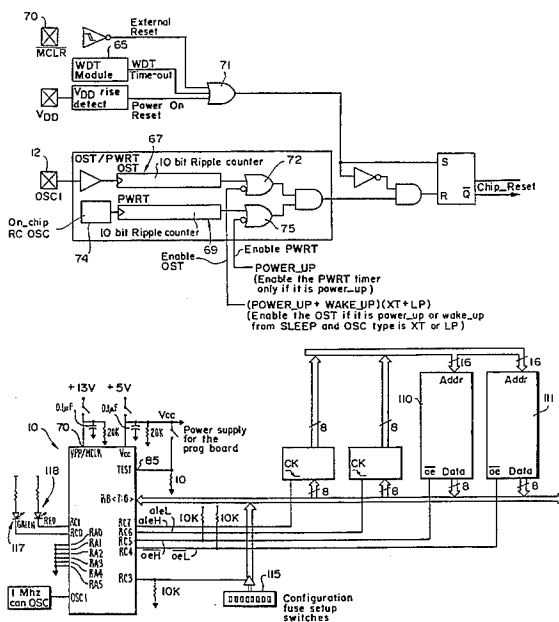 70
MCLR
External
Reset
65
WDT
Module
WDT
Time-out
71
VDD
VDD rise
detect
Power On
Reset
12
OSC1
OST/PWRT
OST
67
10 bit Ripple counter
72
S
R
Q
Chip_Reset
On_chip
RC OSC
74
PWRT
10 bit Ripple counter
69
75
Enable
OST
Enable PWRT
POWER_UP
(Enable the PWRT timer
only if it is power_up)
(POWER_UP + WAKE_UP)(XT+LP)
(Enable the OST if it is power_up or wake_up
from SLEEP and OSC type is XT or LP)
+13V
+5V
0.1µF
20K
0.1µF
20K
Vcc
Power supply
for the
prog board
10
70
VPP/MCLR
Vcc
TEST
85
10
RB<7:0>
118
RED
GREEN
117
RC1
RC0
RA0
RA1
RA2
RA3
RA4
RA5
OSC1
1 Mhz
can OSC
RC7
RC6
RC5
RC4
RC3
aleL
aleH
oeH
oeL
10K
10K
10K
115
Configuration
fuse setup
switches
8
8
CK
CK
8
8
16
16
110
Addr
oe Data
8
111
Addr
oe Data
8